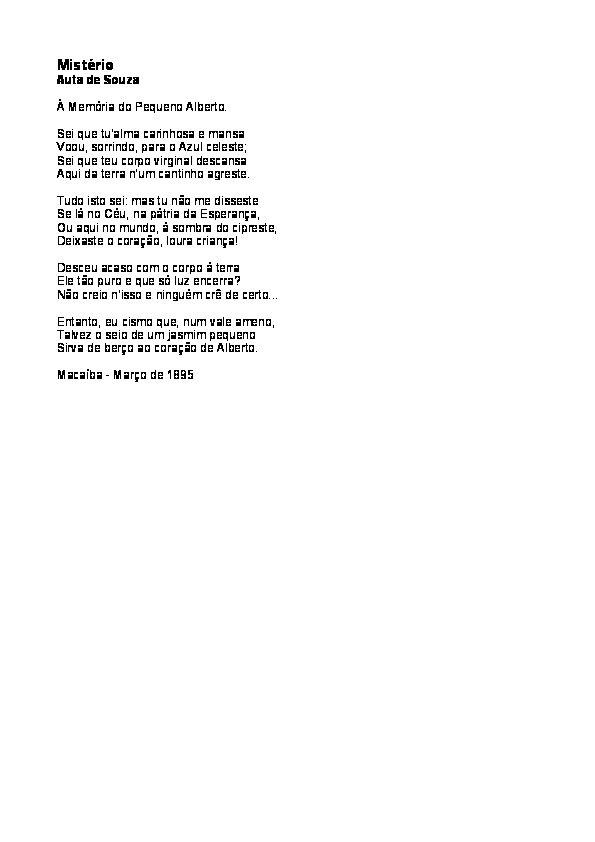 Mistério
Auta de Souza
À Memória do Pequeno Alberto.
Sei que tu'alma carinhosa e mansa
Voou, sorrindo, para o Azul celeste;
Sei que teu corpo virginal descansa
Aqui da terra n'um cantinho agreste.
Tudo isto sei: mas tu não me disseste
Se lá no Céu, na pátria da Esperança,
Ou aqui no mundo, à sombra do cipreste,
Deixaste o coração, loura criança!
Desceu acaso com o corpo à terra
Ele tão puro e que só luz encerra?
Não creio n'isso e ninguém crê de certo...
Entanto, eu cismo que, num vale ameno,
Talvez o seio de um jasmim pequeno
Sirva de berço ao coração de Alberto.
Macaíba - Março de 1895